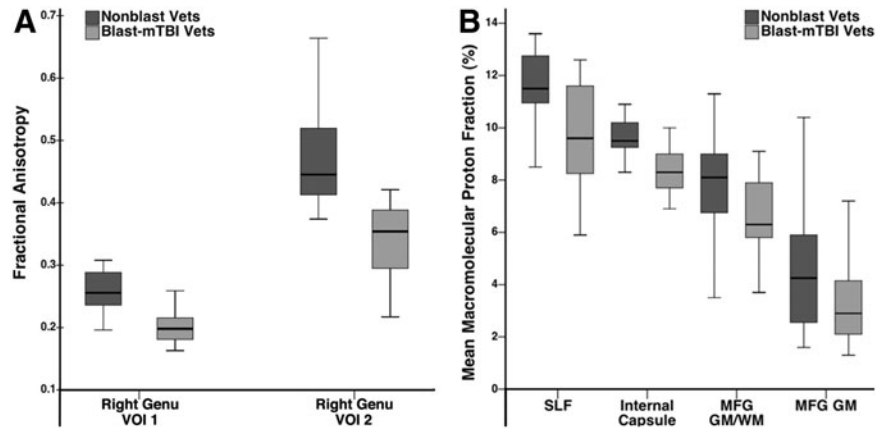 A
Nonblast Vets
Blast-mTBI Vets
Fractional Anisotropy
0.7
0.6
0.5
0.4
0.3
0.2
0.1
Right Genu
VOI 1
Right Genu
VOI 2
B
Nonblast Vets
Blast-mTBI Vets
Mean Macromolecular Proton Fraction (%)
14
12
10
8
6
4
2
0
SLF
Internal
Capsule
MFG
GM/WM
MFG GM